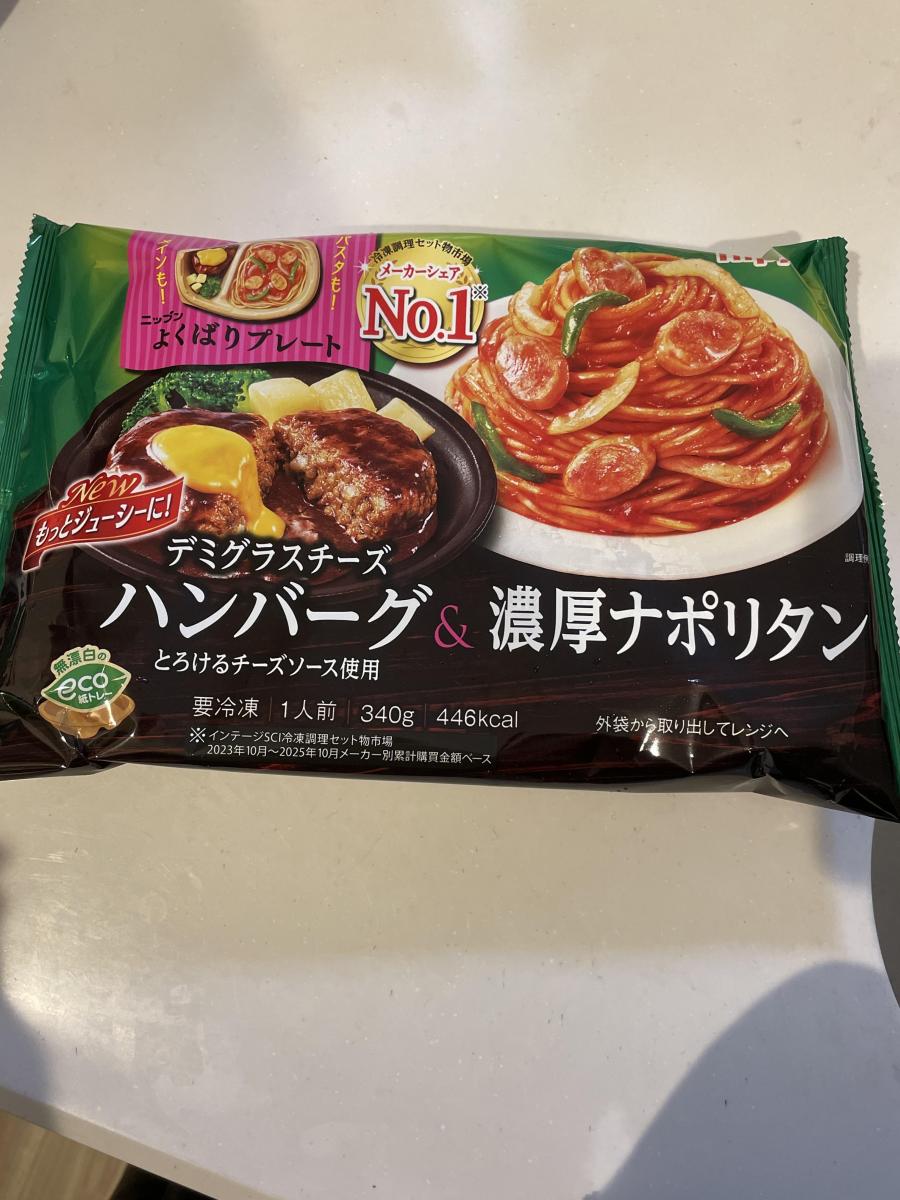 冷凍調理セット物市場
メーカーシェア
No.1※
インも!
パスタも!
ニップン
よくばりプレート
New
もっとジューシーに!
調理例
デミグラスチーズ
ハンバーグ & 濃厚ナポリタン
とろけるチーズソース使用
無漂白の
eco
紙トレー
要冷凍 1人前 340g 446kcal
外袋から取り出してレンジへ
※インテージSCI冷凍調理セット物市場
2023年10月~2025年10月メーカー別累計購買金額ベース